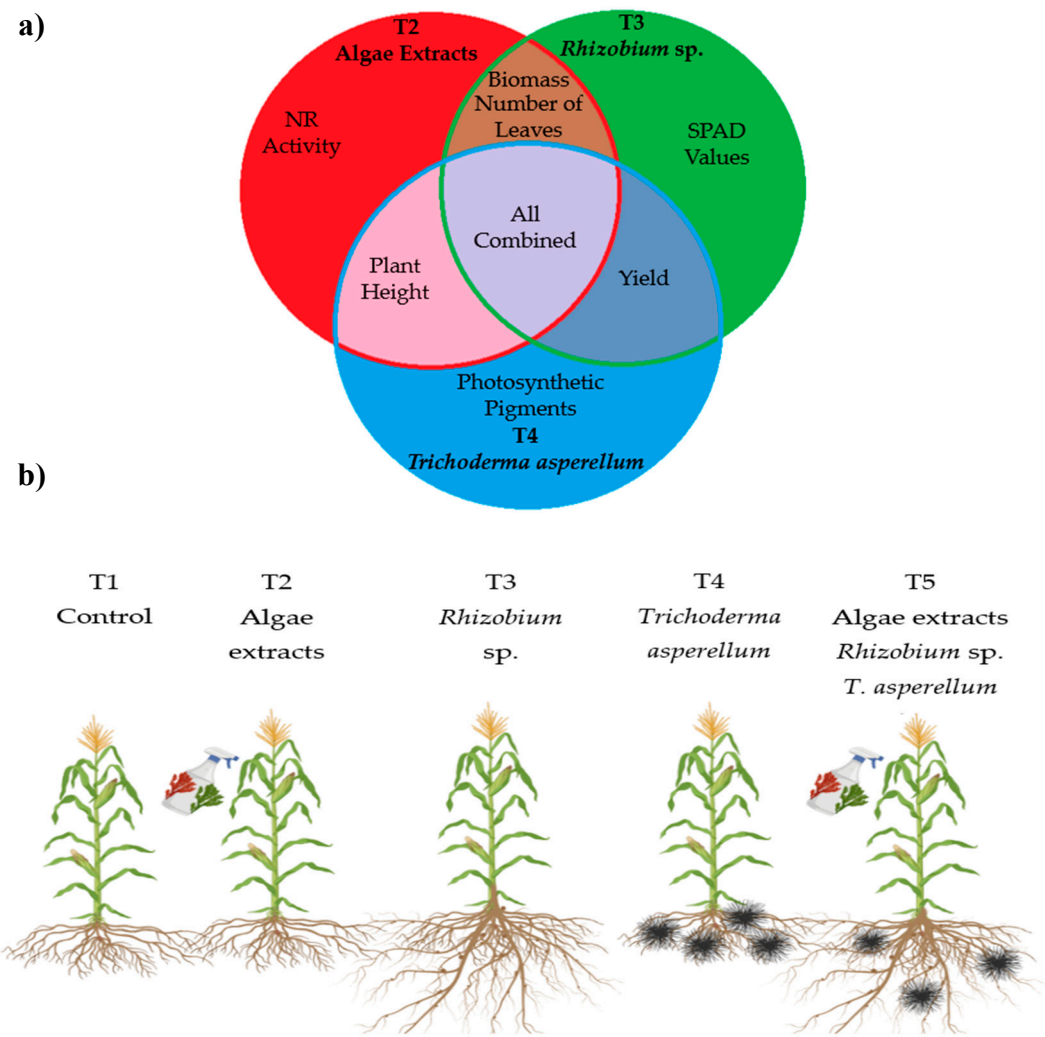 a)
T2
Algae Extracts
T3
Rhizobium sp.
Biomass
Number of
Leaves
NR
Activity
SPAD
Values
All
Combined
Plant
Height
Yield
Photosynthetic
Pigments
T4
Trichoderma asperellum
b)
T1
Control
T2
Algae
extracts
T3
Rhizobium
sp.
T4
Trichoderma
asperellum
T5
Algae extracts
Rhizobium sp.
T. asperellum